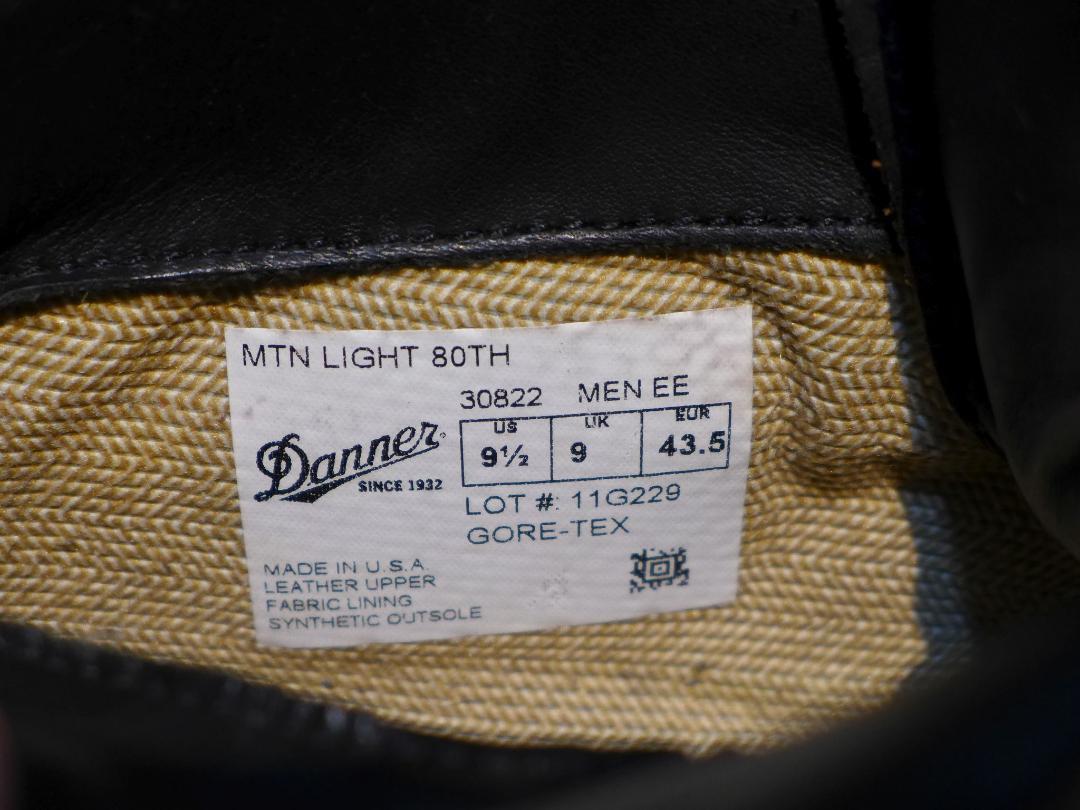 MTN LIGHT 80TH
30822 MEN EE
US UK EUR
9½ 9 43.5
Danner
SINCE 1932
LOT #: 11G229
GORE-TEX
MADE IN U.S.A.
LEATHER UPPER
FABRIC LINING
SYNTHETIC OUTSOLE